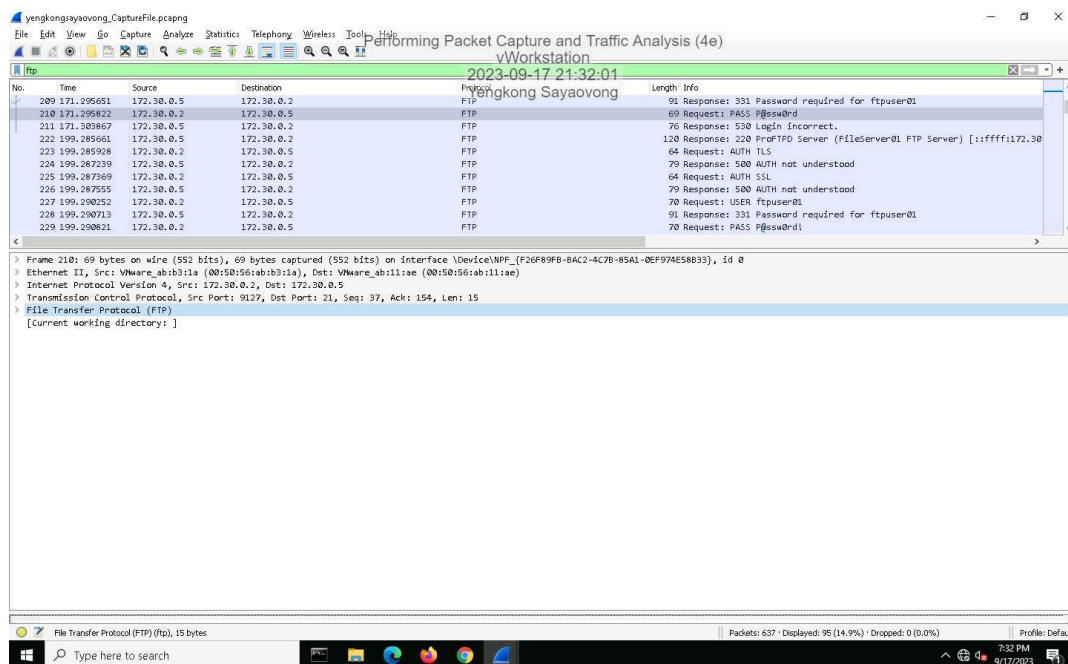 yengkongsayaovong_CaptureFile.pcapng
File Edit View Go Capture Analyze Statistics Telephony Wireless Tools Help
Performing Packet Capture and Traffic Analysis (4e)
vWorkstation
2023-09-17 21:32:01
Yengkong Sayaovong
ftp
No. Time Source Destination Protocol Length Info
209 171.295651 172.30.0.5 172.30.0.2 FTP 91 Response: 331 Password required for ftpuser01
210 171.295822 172.30.0.2 172.30.0.5 FTP 69 Request: PASS P@ssw0rd
211 171.303867 172.30.0.5 172.30.0.2 FTP 76 Response: 530 Login incorrect.
222 199.285661 172.30.0.5 172.30.0.2 FTP 120 Response: 220 ProFTPD Server (FileServer01 FTP Server) [::ffff:172.30
223 199.285928 172.30.0.2 172.30.0.5 FTP 64 Request: AUTH TLS
224 199.287239 172.30.0.5 172.30.0.2 FTP 79 Response: 500 AUTH not understood
225 199.287369 172.30.0.2 172.30.0.5 FTP 64 Request: AUTH SSL
226 199.287555 172.30.0.5 172.30.0.2 FTP 79 Response: 500 AUTH not understood
227 199.290252 172.30.0.2 172.30.0.5 FTP 70 Request: USER ftpuser01
228 199.290713 172.30.0.5 172.30.0.2 FTP 91 Response: 331 Password required for ftpuser01
229 199.290821 172.30.0.2 172.30.0.5 FTP 70 Request: PASS P@ssw0rd!
Frame 210: 69 bytes on wire (552 bits), 69 bytes captured (552 bits) on interface \Device\NPF_{F26F89FB-BAC2-4C7B-85A1-0EF974E58B33}, id 0
Ethernet II, Src: VMware_ab:b3:1a (00:50:56:ab:b3:1a), Dst: VMware_ab:11:ae (00:50:56:ab:11:ae)
Internet Protocol Version 4, Src: 172.30.0.2, Dst: 172.30.0.5
Transmission Control Protocol, Src Port: 9127, Dst Port: 21, Seq: 37, Ack: 154, Len: 15
File Transfer Protocol (FTP)
[Current working directory: ]
File Transfer Protocol (FTP) (ftp), 15 bytes Packets: 637 · Displayed: 95 (14.9%) · Dropped: 0 (0.0%) Profile: Defau
Type here to search 7:32 PM
9/17/2023